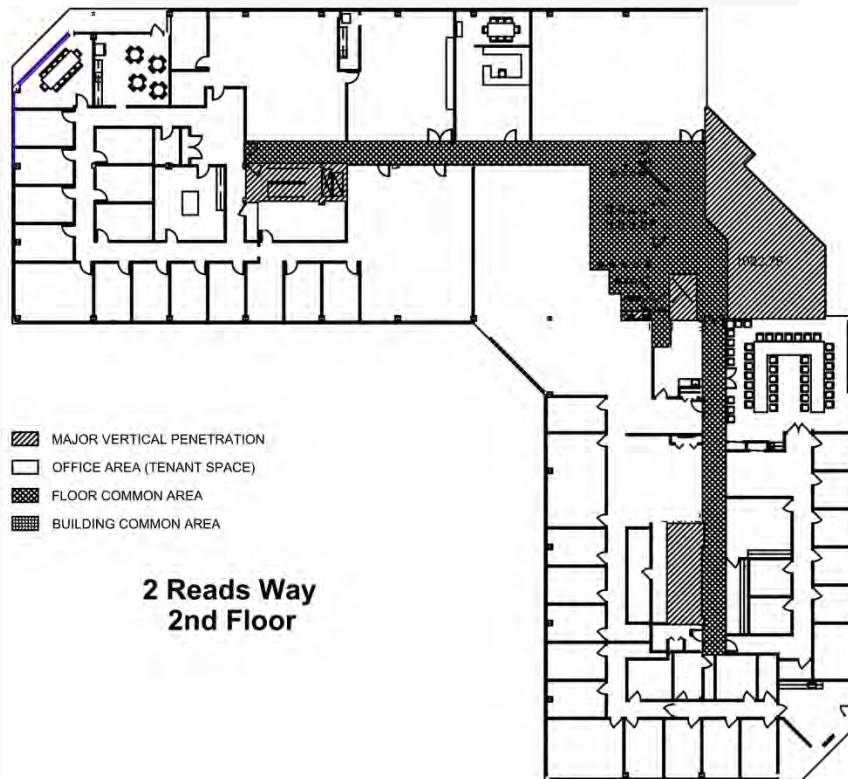 MAJOR VERTICAL PENETRATION
OFFICE AREA (TENANT SPACE)
FLOOR COMMON AREA
BUILDING COMMON AREA
2 Reads Way
2nd Floor